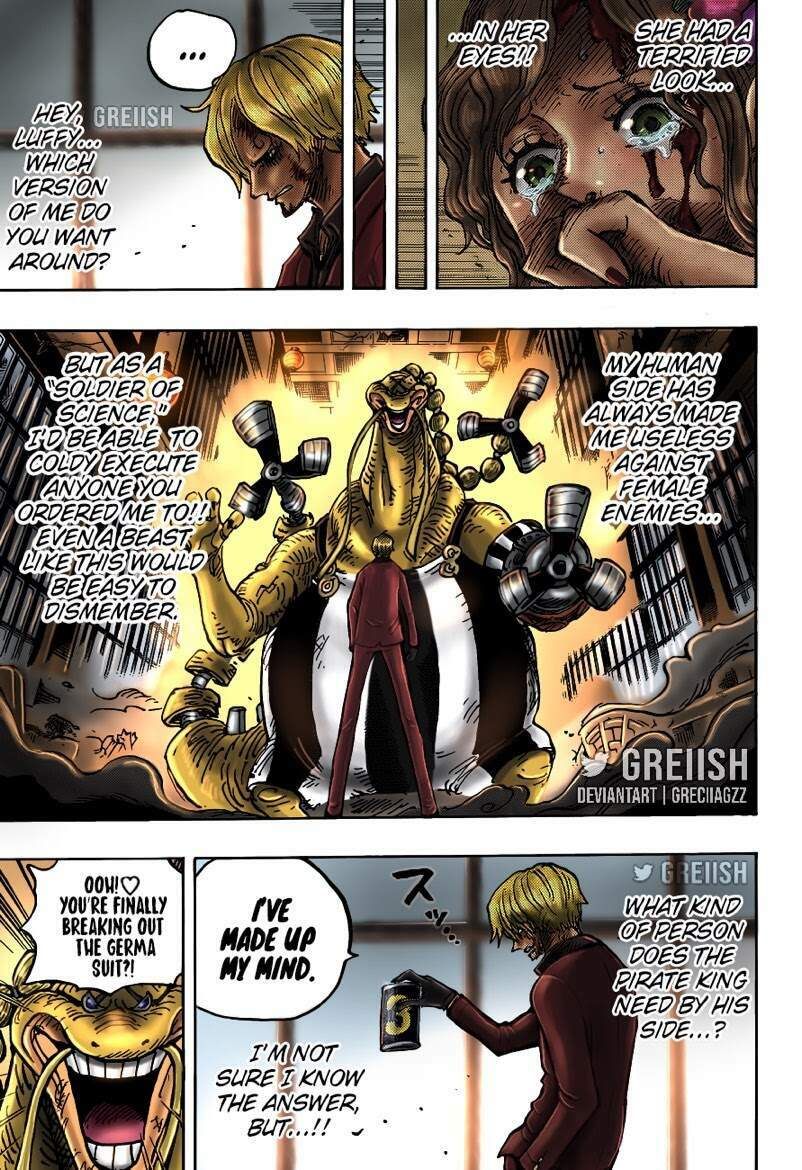 SHE HAD A
TERRIFIED
LOOK...
...IN HER
EYES!!
...
GREIISH
HEY,
LUFFY...
WHICH
VERSION
OF ME DO
YOU WANT
AROUND?
MY HUMAN
SIDE HAS
ALWAYS MADE
ME USELESS
AGAINST
FEMALE
ENEMIES...
BUT AS A
"SOLDIER OF
SCIENCE,"
I'D BE ABLE TO
COLDY EXECUTE
ANYONE YOU
ORDERED ME TO!!
EVEN A BEAST
LIKE THIS WOULD
BE EASY TO
DISMEMBER.
GREIISH
DEVIANTART | GRECIIAGZZ
GREIISH
WHAT KIND
OF PERSON
DOES THE
PIRATE KING
NEED BY HIS
SIDE...?
スッ...
I'VE
MADE UP
MY MIND.
3
I'M NOT
SURE I KNOW
THE ANSWER,
BUT...!!
OOH!♡
YOU'RE FINALLY
BREAKING OUT
THE GERMA
SUIT?!